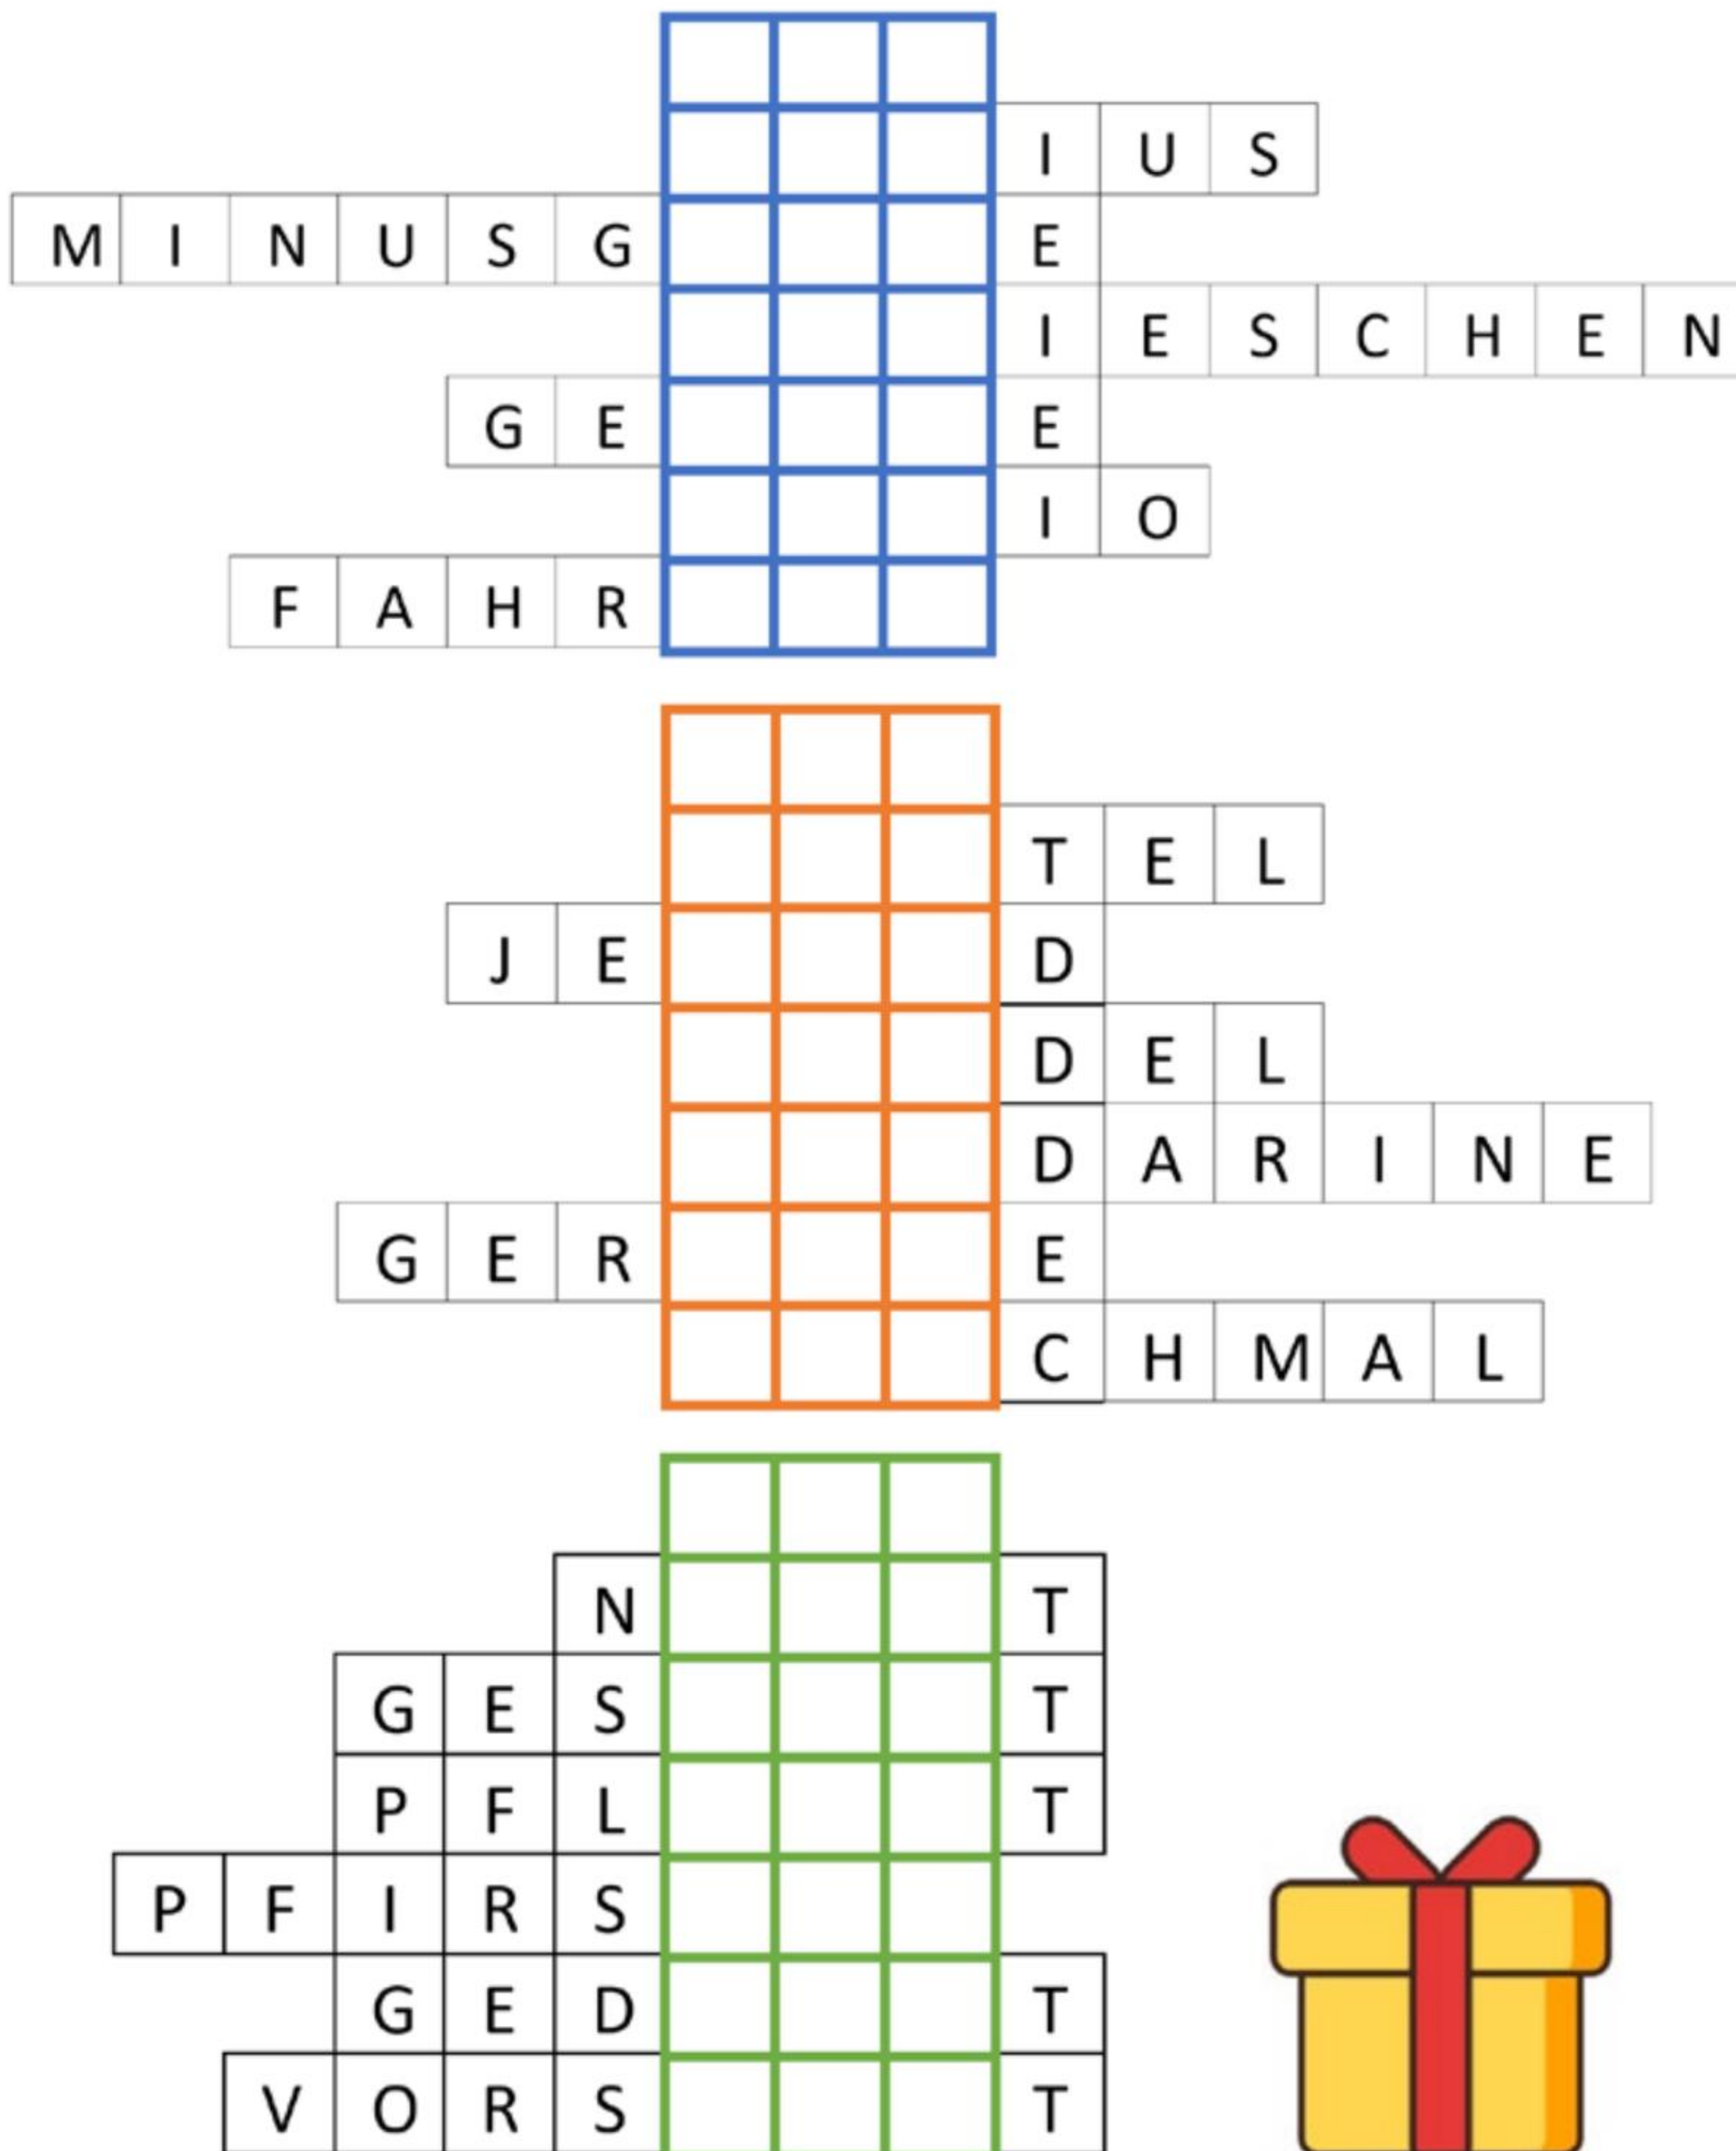 IUS
MINUSG E
IESCHEN
GE E
IO
FAHR
TEL
JE D
DEL
DARINE
GER E
CHMAL
N T
GES T
PFL T
PFIRS
GED T
VORS T